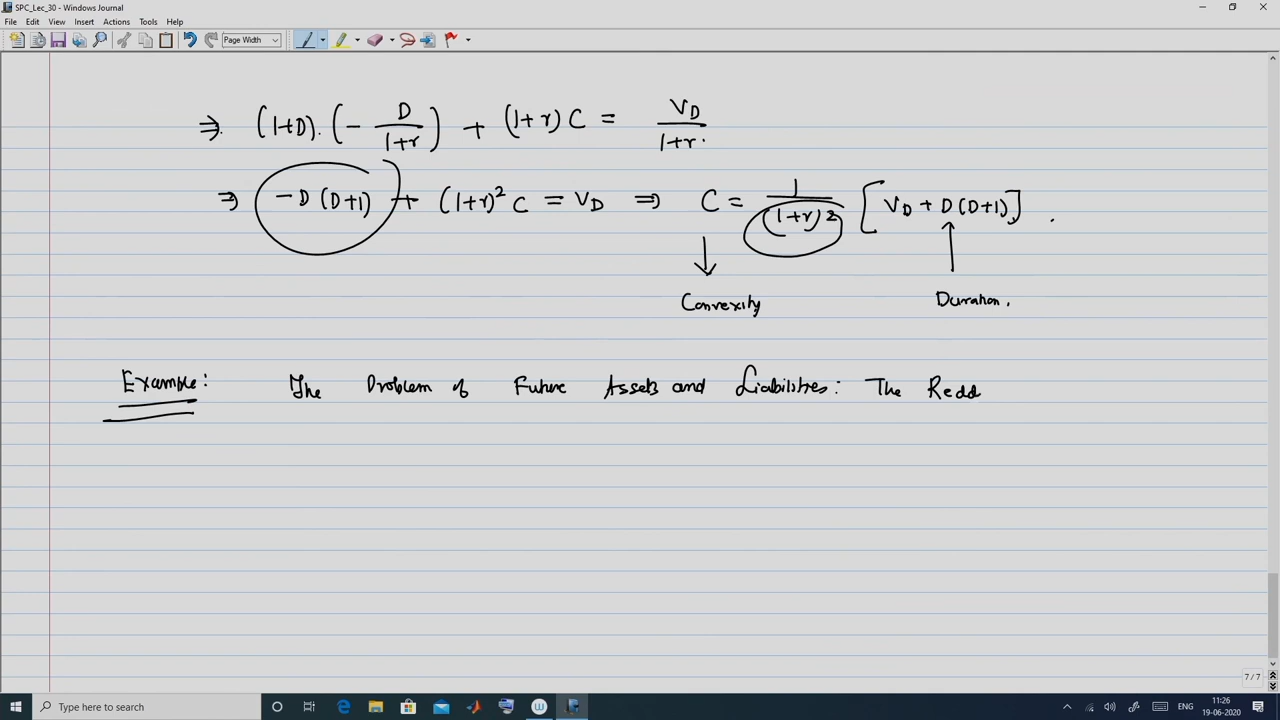 SPC_Lec_30 - Windows Journal
File Edit View Insert Actions Tools Help
Page Width
⇒ (1+D).(- D/(1+r)) + (1+r) C = V_D/(1+r)
⇒ -D(D+1) + (1+r)² C = V_D ⇒ C = 1/(1+r)² [V_D + D(D+1)].
Convexity Duration.
Example: The Problem of Future Assets and Liabilities: The Redd
7 / 7
Type here to search
ENG
11:26
19-06-2020